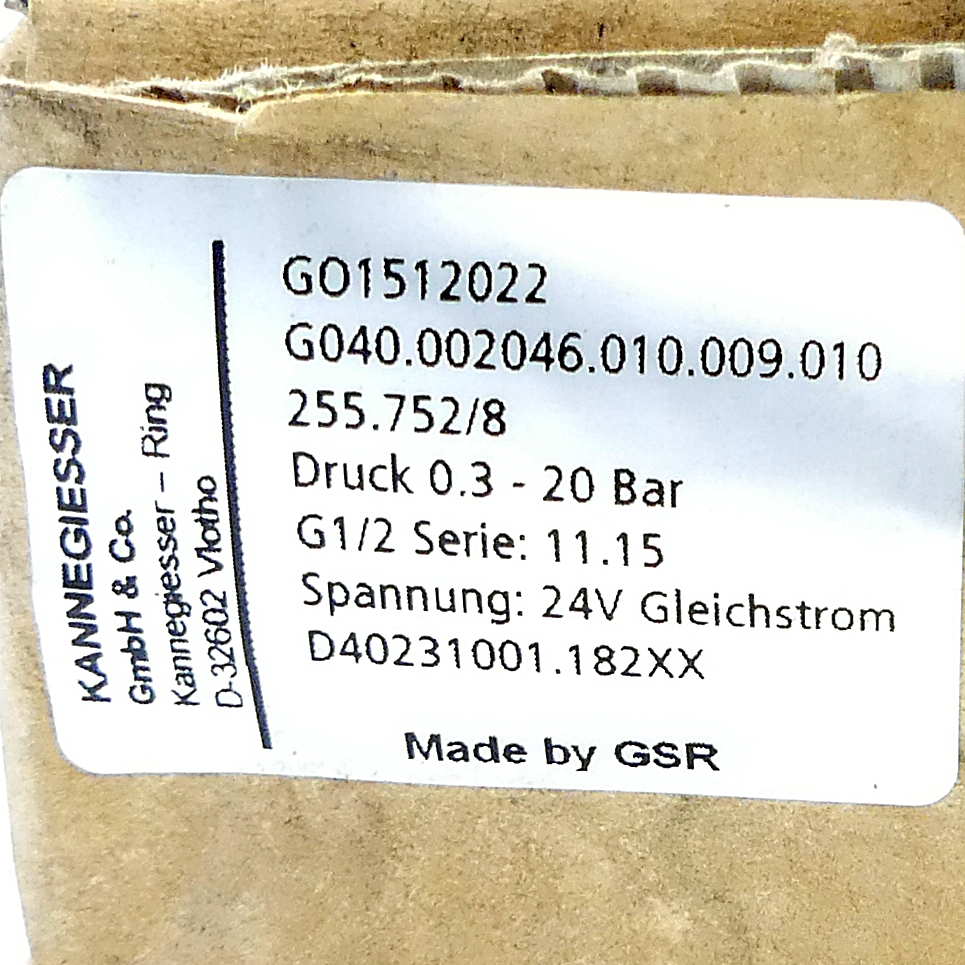 KANNEGIESSER
GmbH & Co.
Kannegiesser – Ring
D-32602 Vlotho
GO1512022
G040.002046.010.009.010
255.752/8
Druck 0.3 - 20 Bar
G1/2 Serie: 11.15
Spannung: 24V Gleichstrom
D40231001.182XX
Made by GSR